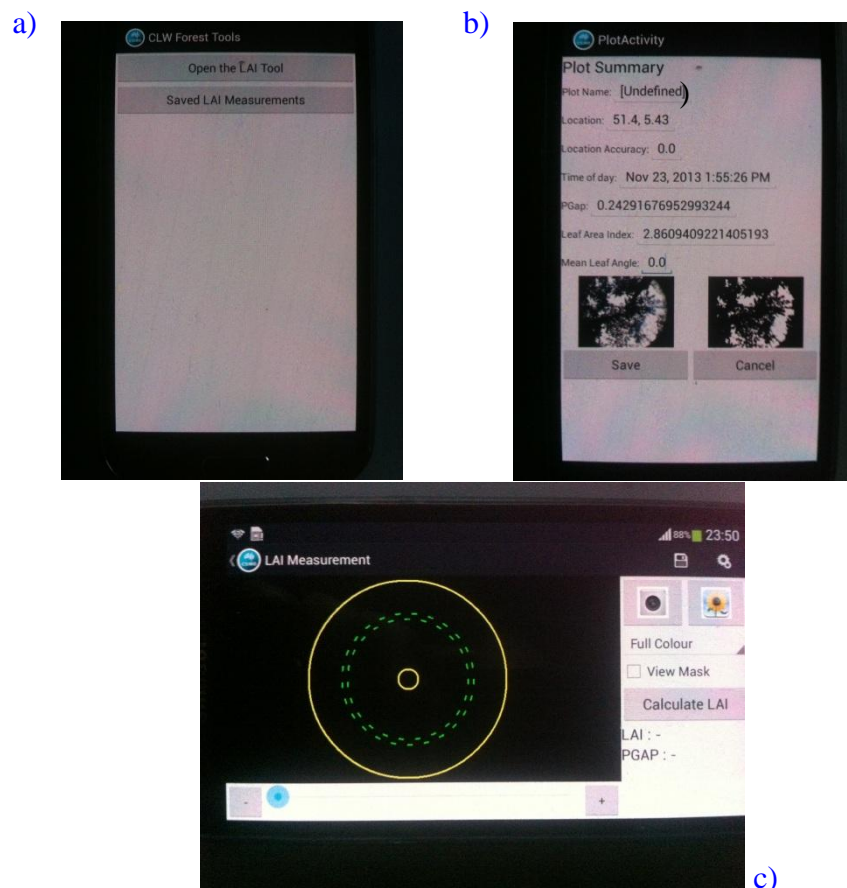 a)
CLW Forest Tools
Open the LAI Tool
Saved LAI Measurements
b)
PlotActivity
Plot Summary
Plot Name: [Undefined]
)
Location: 51.4, 5.43
Location Accuracy: 0.0
Time of day: Nov 23, 2013 1:55:26 PM
PGap: 0.24291676952993244
Leaf Area Index: 2.8609409221405193
Mean Leaf Angle: 0.0
Save Cancel
88% 23:50
LAI Measurement
Full Colour
View Mask
Calculate LAI
LAI : -
PGAP : -
- +
c)